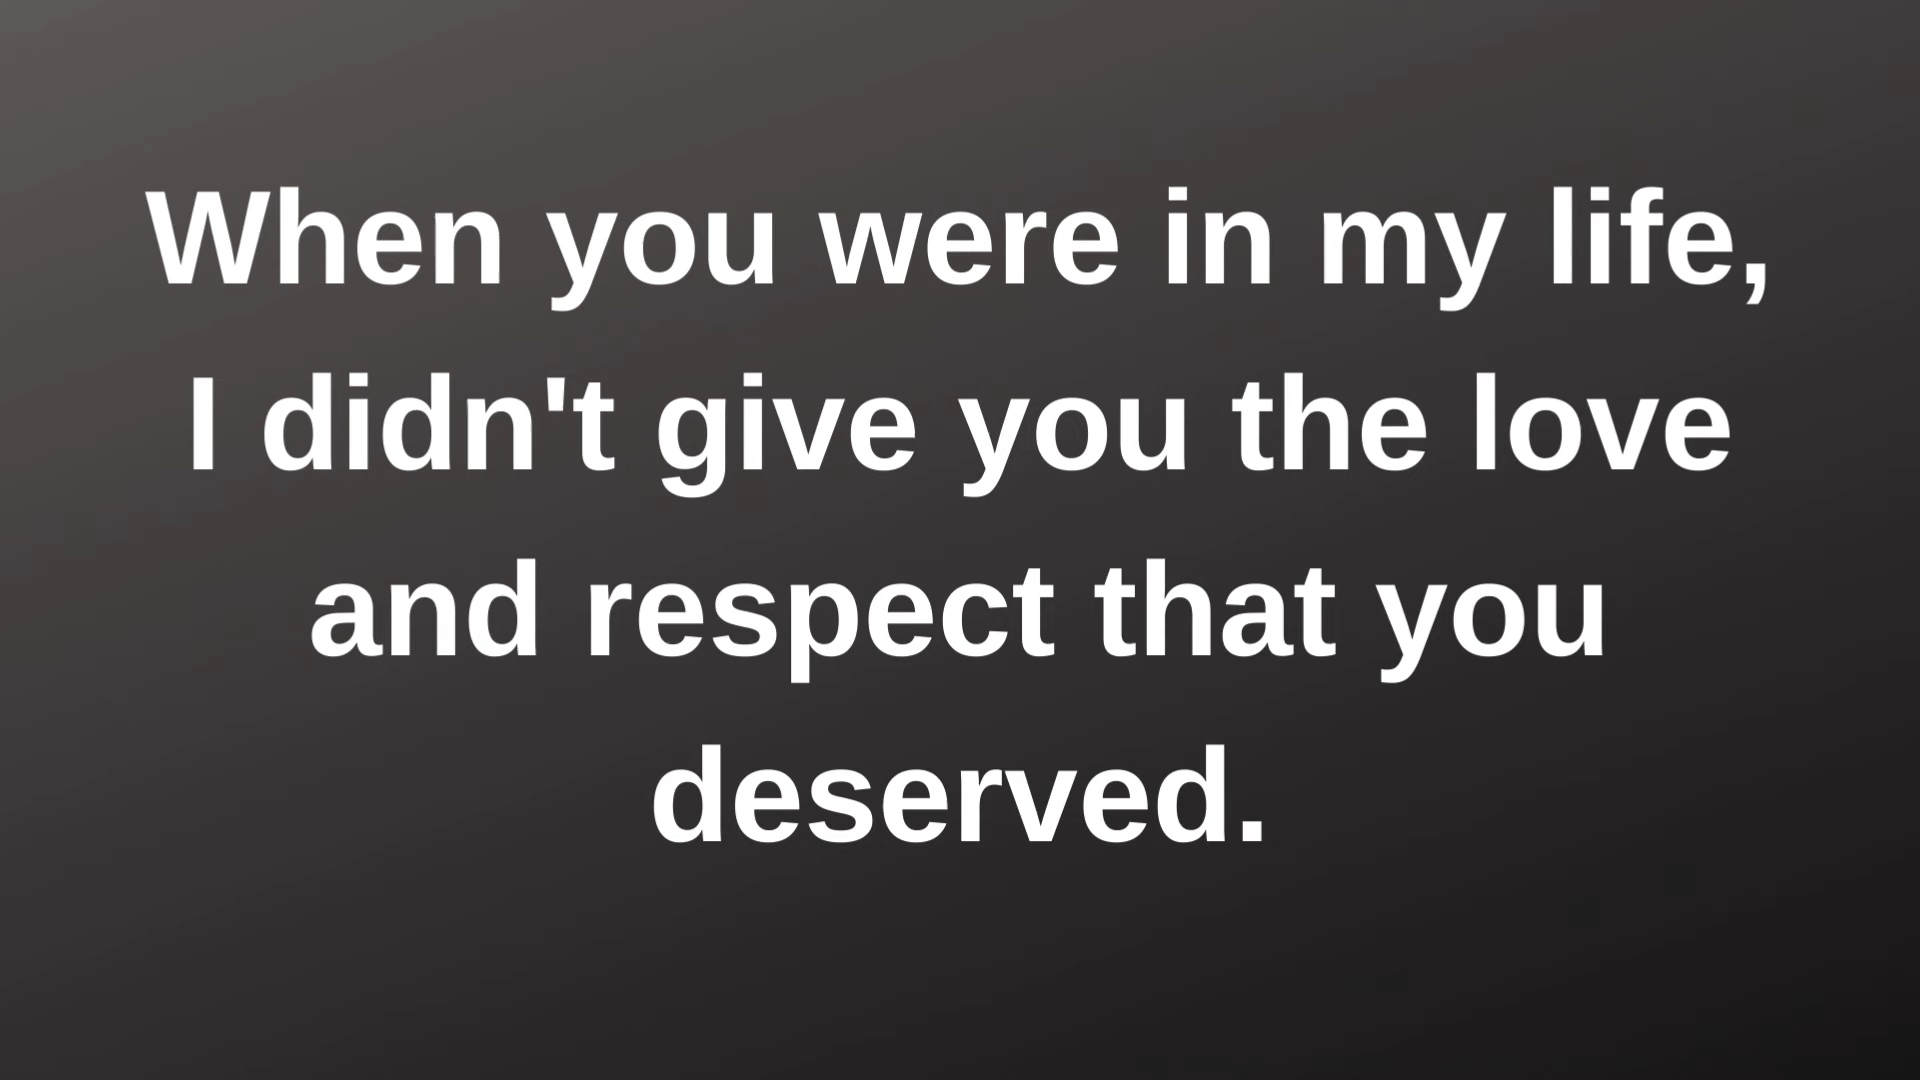 When you were in my life,
I didn't give you the love
and respect that you
deserved.